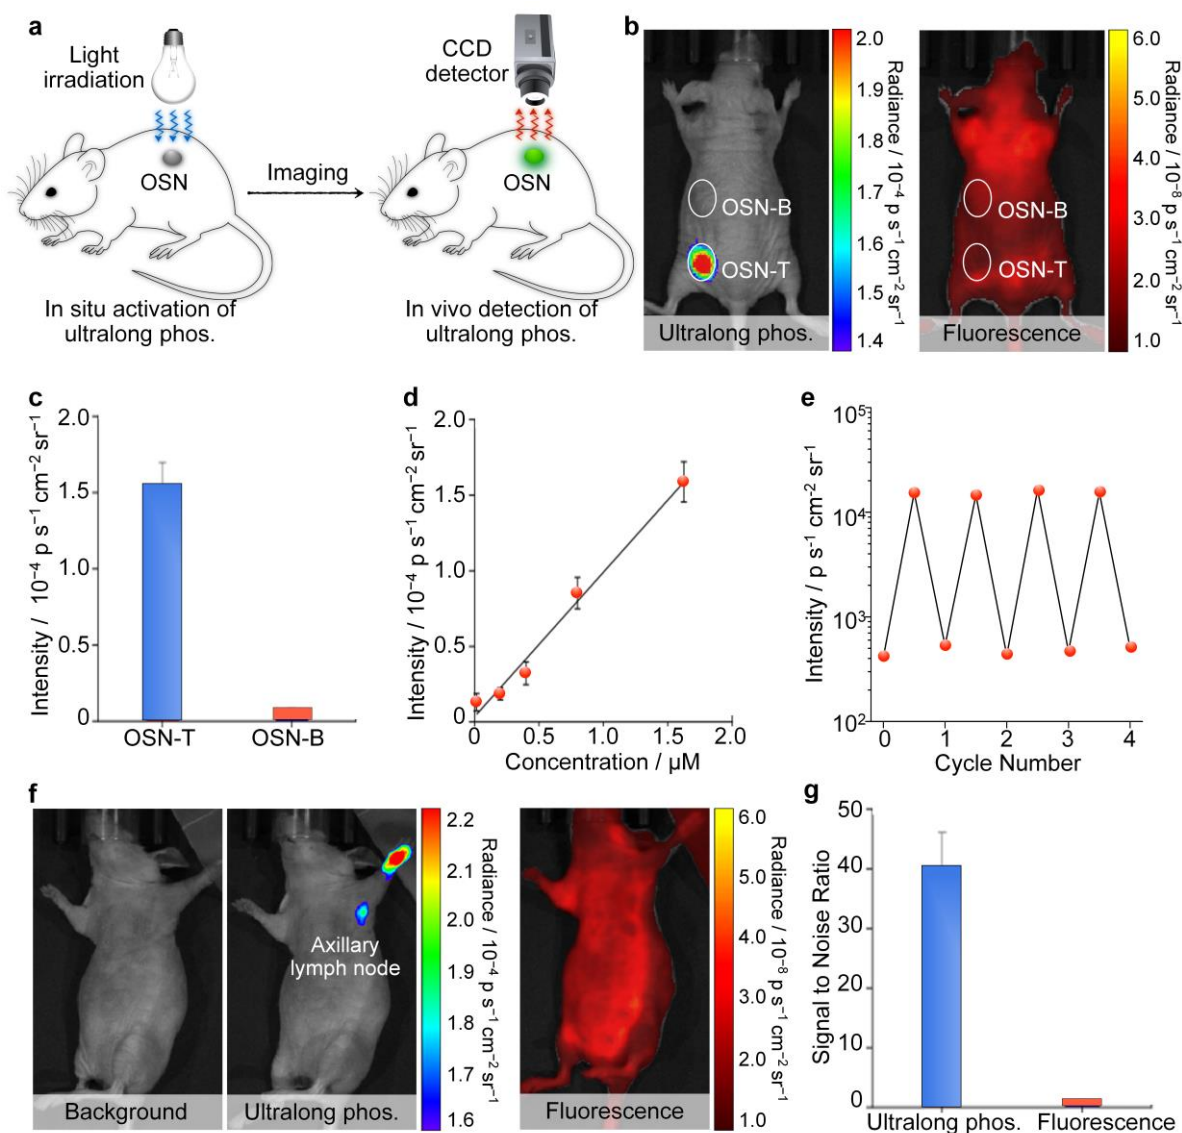 a
Light
irradiation
CCD
detector
OSN
Imaging
OSN
In situ activation of
ultralong phos.
In vivo detection of
ultralong phos.
b
OSN-B
OSN-T
Ultralong phos.
2.0
1.9
1.8
1.7
1.6
1.5
1.4
Radiance / 10⁻⁴ p s⁻¹ cm⁻² sr⁻¹
OSN-B
OSN-T
Fluorescence
6.0
5.0
4.0
3.0
2.0
1.0
Radiance / 10⁻⁸ p s⁻¹ cm⁻² sr⁻¹
c
Intensity / 10⁻⁴ p s⁻¹ cm⁻² sr⁻¹
2.0
1.5
1.0
0.5
0
OSN-T OSN-B
d
Intensity / 10⁻⁴ p s⁻¹ cm⁻² sr⁻¹
2.0
1.5
1.0
0.5
0
0 0.5 1.0 1.5 2.0
Concentration / µM
e
Intensity / p s⁻¹ cm⁻² sr⁻¹
10⁵
10⁴
10³
10²
0 1 2 3 4
Cycle Number
f
Background
Axillary
lymph node
Ultralong phos.
2.2
2.1
2.0
1.9
1.8
1.7
1.6
Radiance / 10⁻⁴ p s⁻¹ cm⁻² sr⁻¹
Fluorescence
6.0
5.0
4.0
3.0
2.0
1.0
Radiance / 10⁻⁸ p s⁻¹ cm⁻² sr⁻¹
g
Signal to Noise Ratio
50
40
30
20
10
0
Ultralong phos. Fluorescence